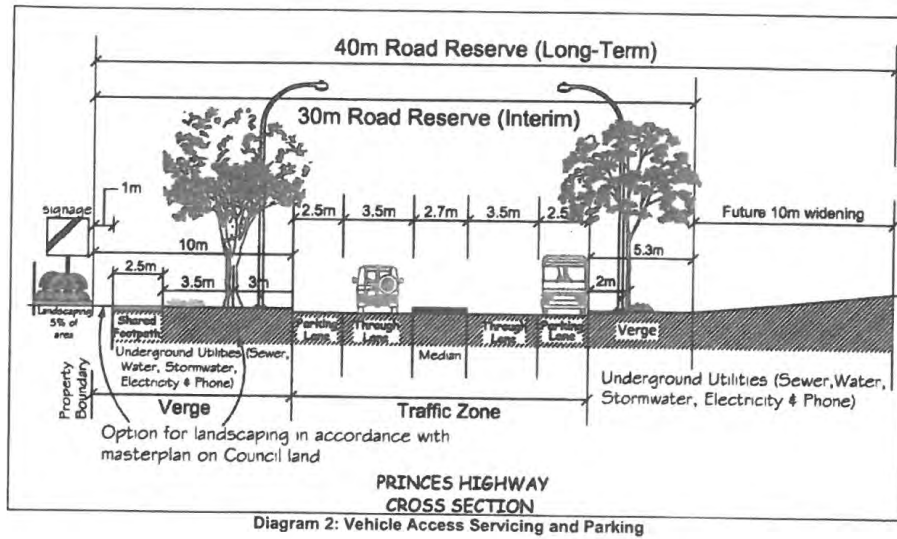 40m Road Reserve (Long-Term)
30m Road Reserve (Interim)
1m
Signage
2.5m
3.5m
2.7m
3.5m
2.5
Future 10m widening
10m
5.3m
2.5m
3.5m
3m
2m
Landscaping
5% of
area
Shared
Footpath
Parking
Lane
Through
Lane
Median
Through
Lane
Parking
Lane
Verge
Underground Utilities (Sewer,
Water, Stormwater,
Electricity & Phone)
Underground Utilities (Sewer,Water,
Stormwater, Electricity & Phone)
Property
Boundary
Verge
Traffic Zone
Option for landscaping in accordance with
masterplan on Council land
PRINCES HIGHWAY
CROSS SECTION
Diagram 2: Vehicle Access Servicing and Parking